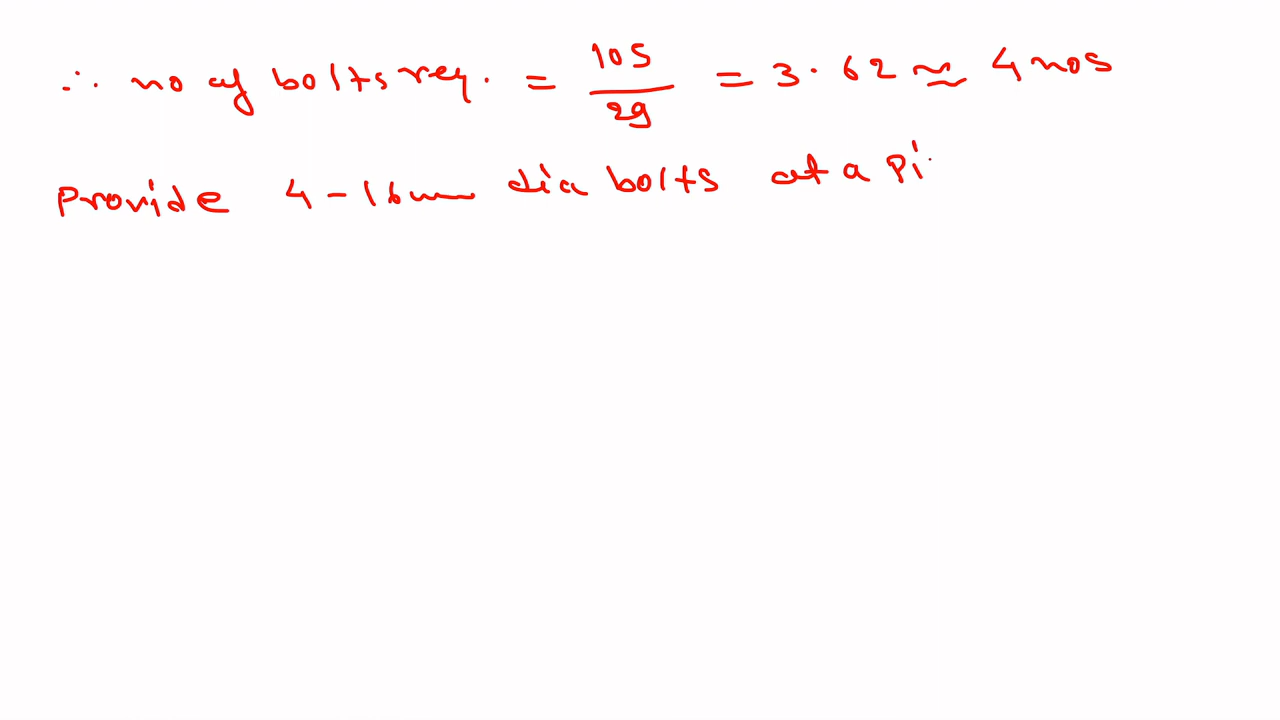 ∴ no of bolts req. = 105/29 = 3.62 ≈ 4 nos
Provide 4-16mm dia bolts at a Pi